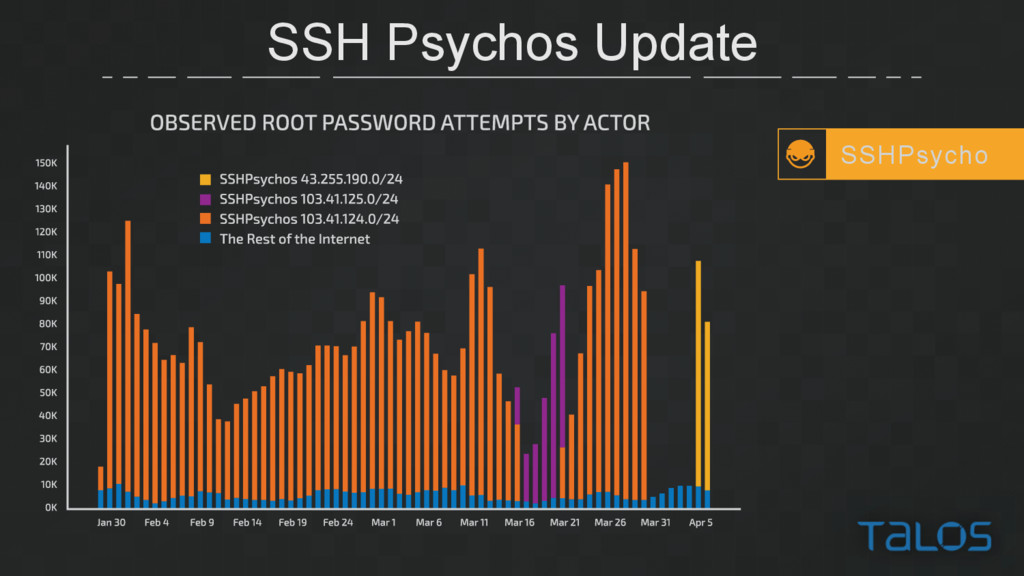 SSH Psychos Update
OBSERVED ROOT PASSWORD ATTEMPTS BY ACTOR
SSHPsycho
SSHPsychos 43.255.190.0/24
SSHPsychos 103.41.125.0/24
SSHPsychos 103.41.124.0/24
The Rest of the Internet
150K
140K
130K
120K
110K
100K
90K
80K
70K
60K
50K
40K
30K
20K
10K
0K
Jan 30 Feb 4 Feb 9 Feb 14 Feb 19 Feb 24 Mar 1 Mar 6 Mar 11 Mar 16 Mar 21 Mar 26 Mar 31 Apr 5
TALOS